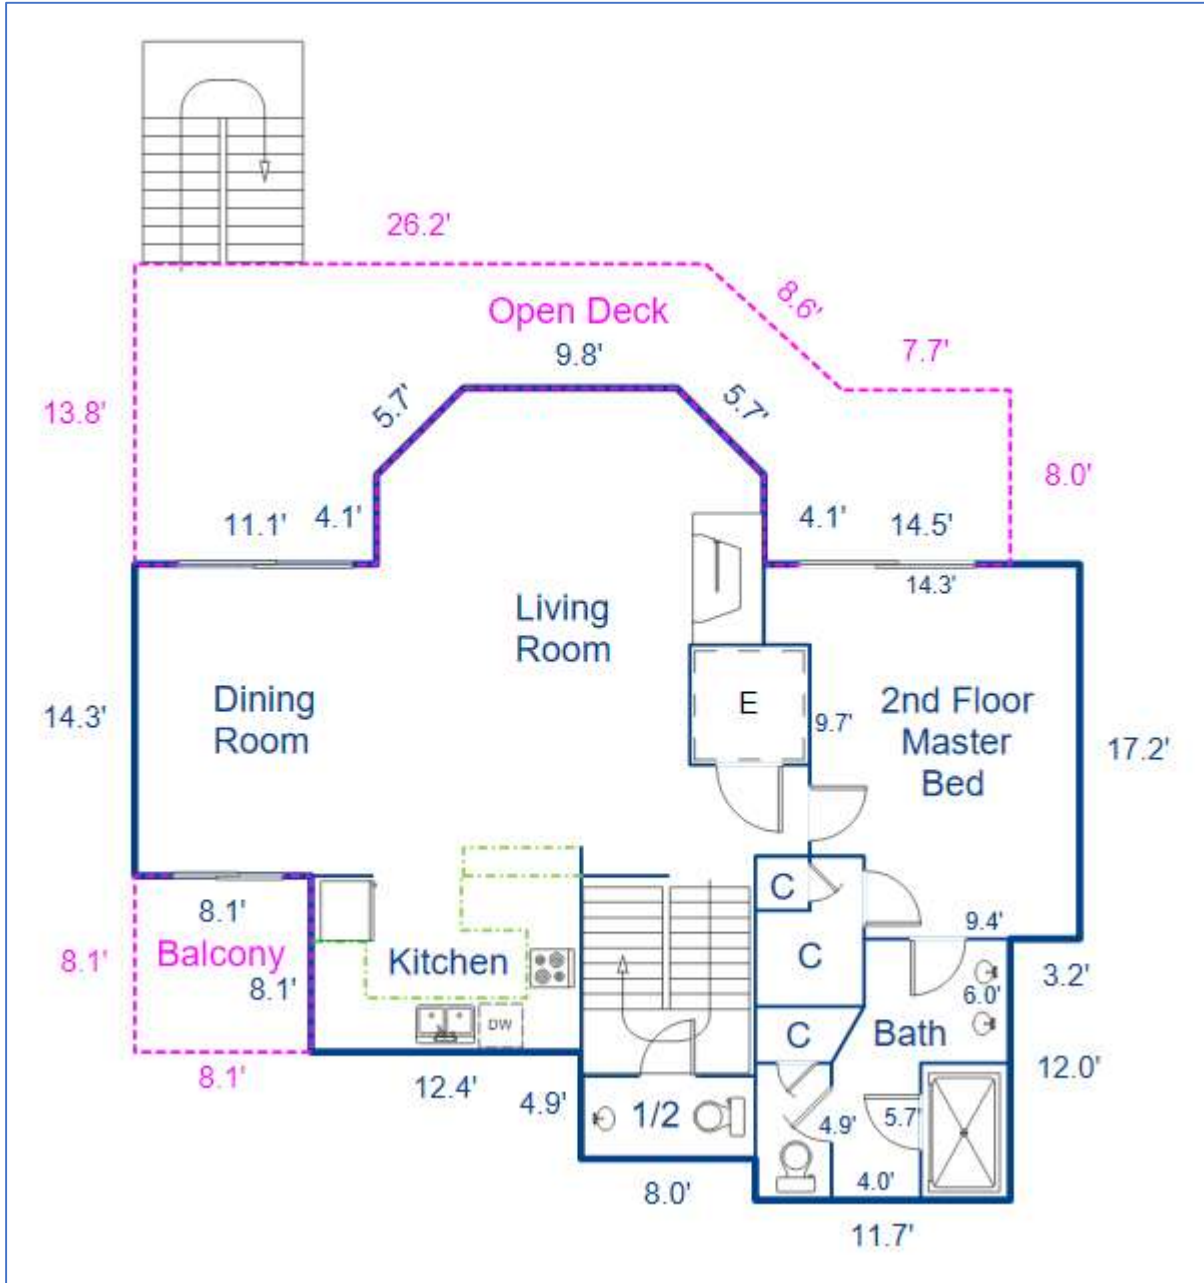 26.2'
8.6'
Open Deck
7.7'
9.8'
5.7'
5.7'
13.8'
8.0'
11.1'
4.1'
4.1'
14.5'
14.3'
Living
Room
Dining
Room
14.3'
E
9.7'
2nd Floor
Master
Bed
17.2'
C
8.1'
9.4'
Balcony
8.1'
8.1'
Kitchen
C
3.2'
6.0'
DW
C
Bath
8.1'
12.4'
4.9'
12.0'
1/2
4.9'
5.7'
4.0'
8.0'
11.7'